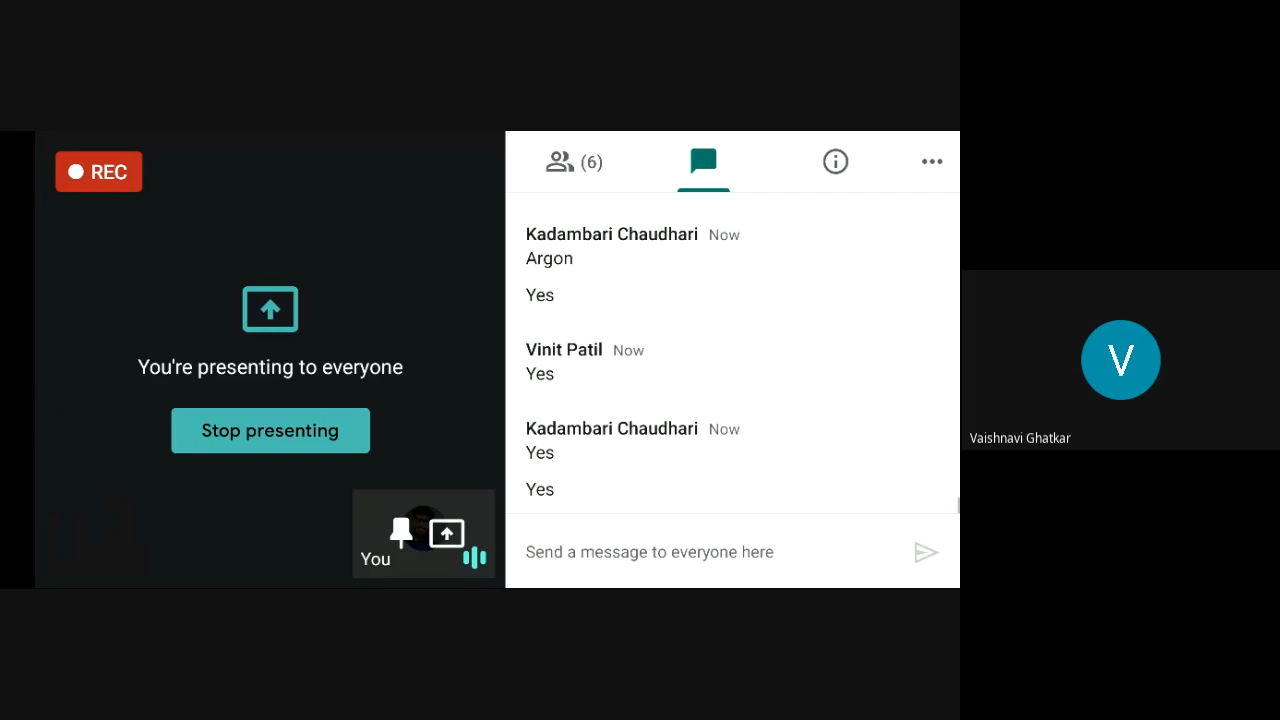 REC
You're presenting to everyone
Stop presenting
You
(6)
Kadambari Chaudhari Now
Argon
Yes
Vinit Patil Now
Yes
Kadambari Chaudhari Now
Yes
Yes
Send a message to everyone here
V
Vaishnavi Ghatkar